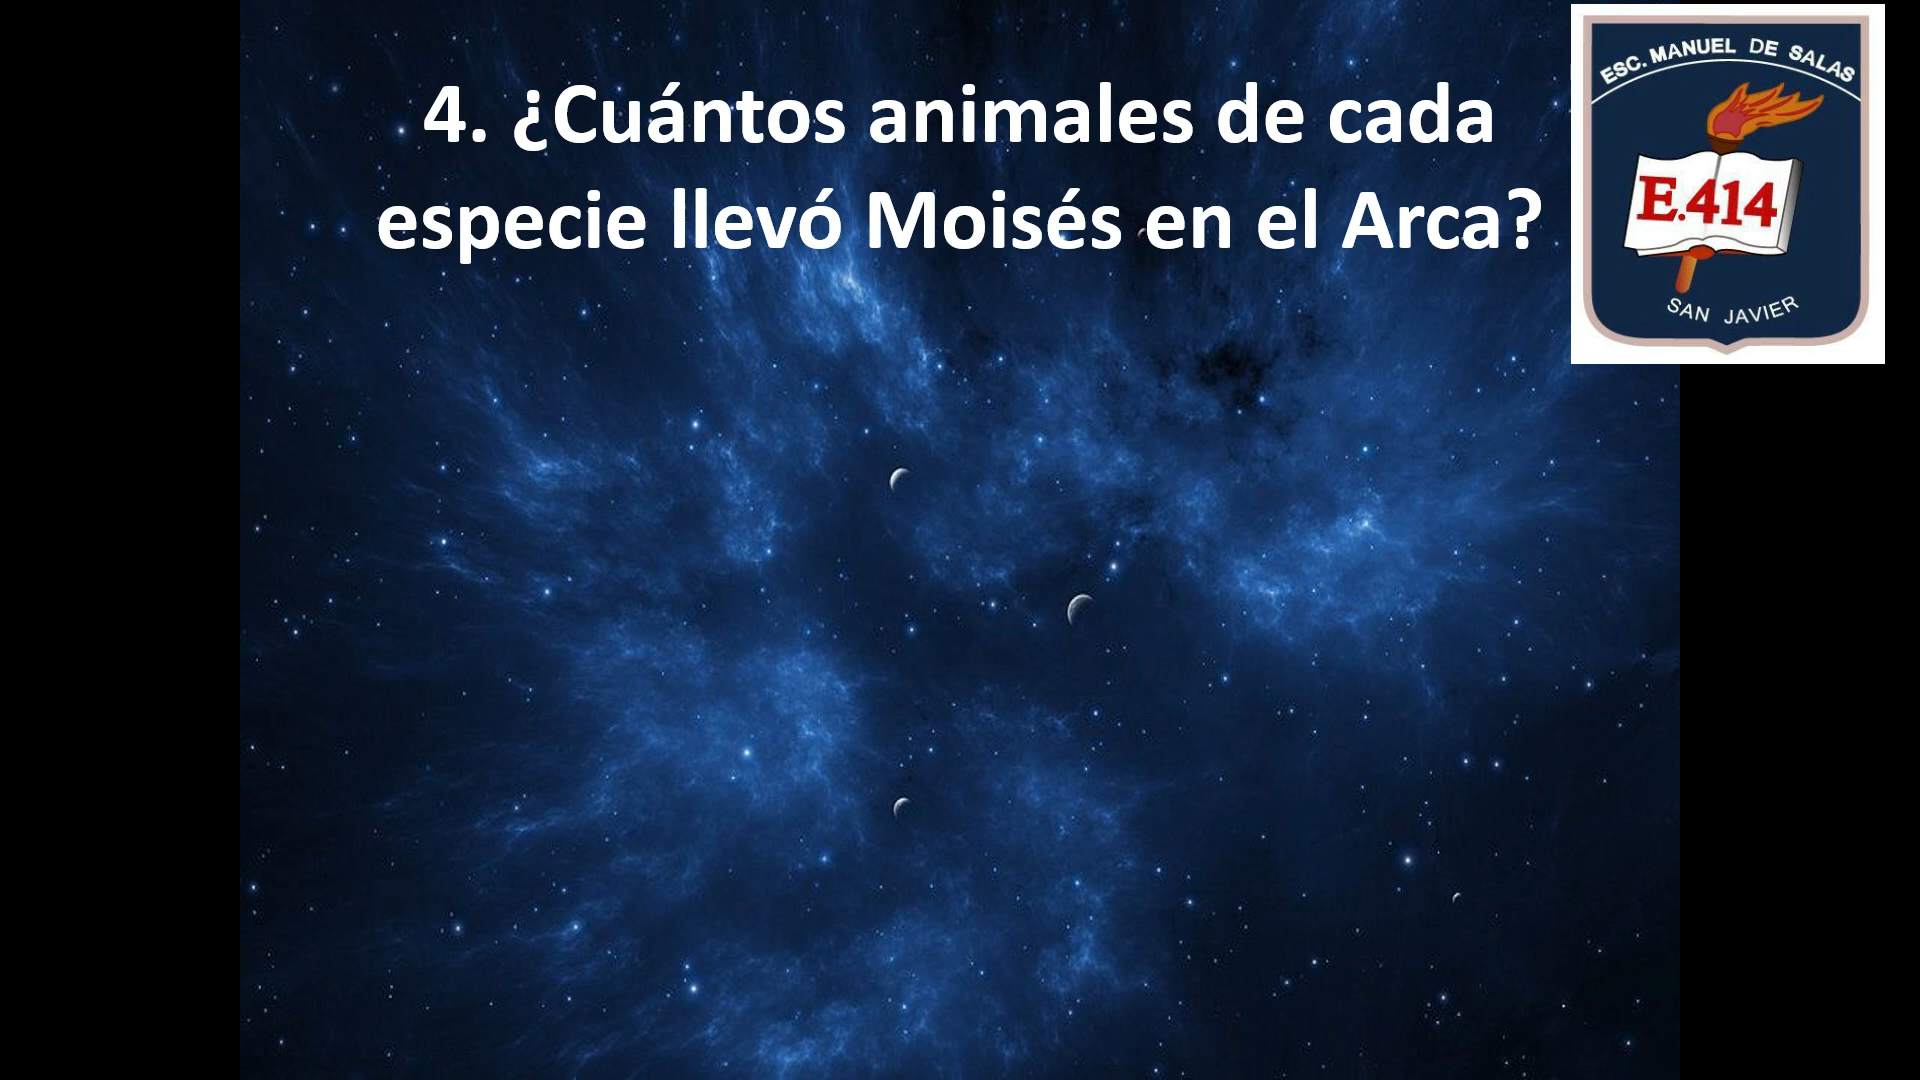 4. ¿Cuántos animales de cada
especie llevó Moisés en el Arca?
ESC. MANUEL DE SALAS
E.414
SAN JAVIER